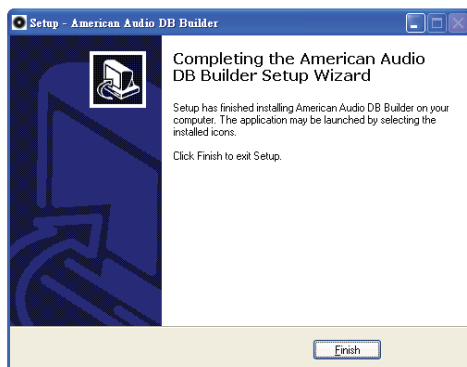 Setup - American Audio DB Builder
Completing the American Audio
DB Builder Setup Wizard
Setup has finished installing American Audio DB Builder on your
computer. The application may be launched by selecting the
installed icons.
Click Finish to exit Setup.
Finish